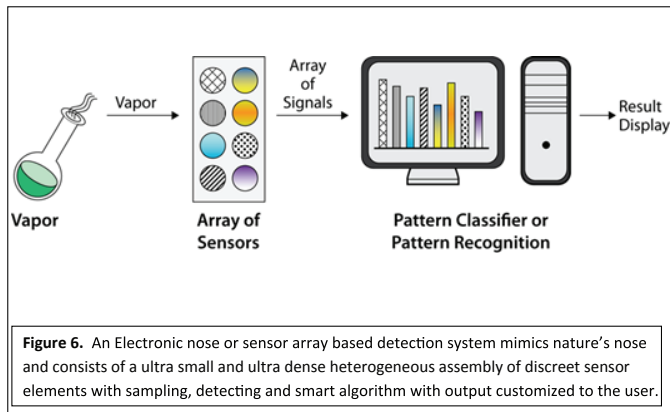 Vapor
Vapor
Array of
Sensors
Array
of
Signals
Pattern Classifier or
Pattern Recognition
Result
Display
Figure 6. An Electronic nose or sensor array based detection system mimics nature's nose
and consists of a ultra small and ultra dense heterogeneous assembly of discreet sensor
elements with sampling, detecting and smart algorithm with output customized to the user.